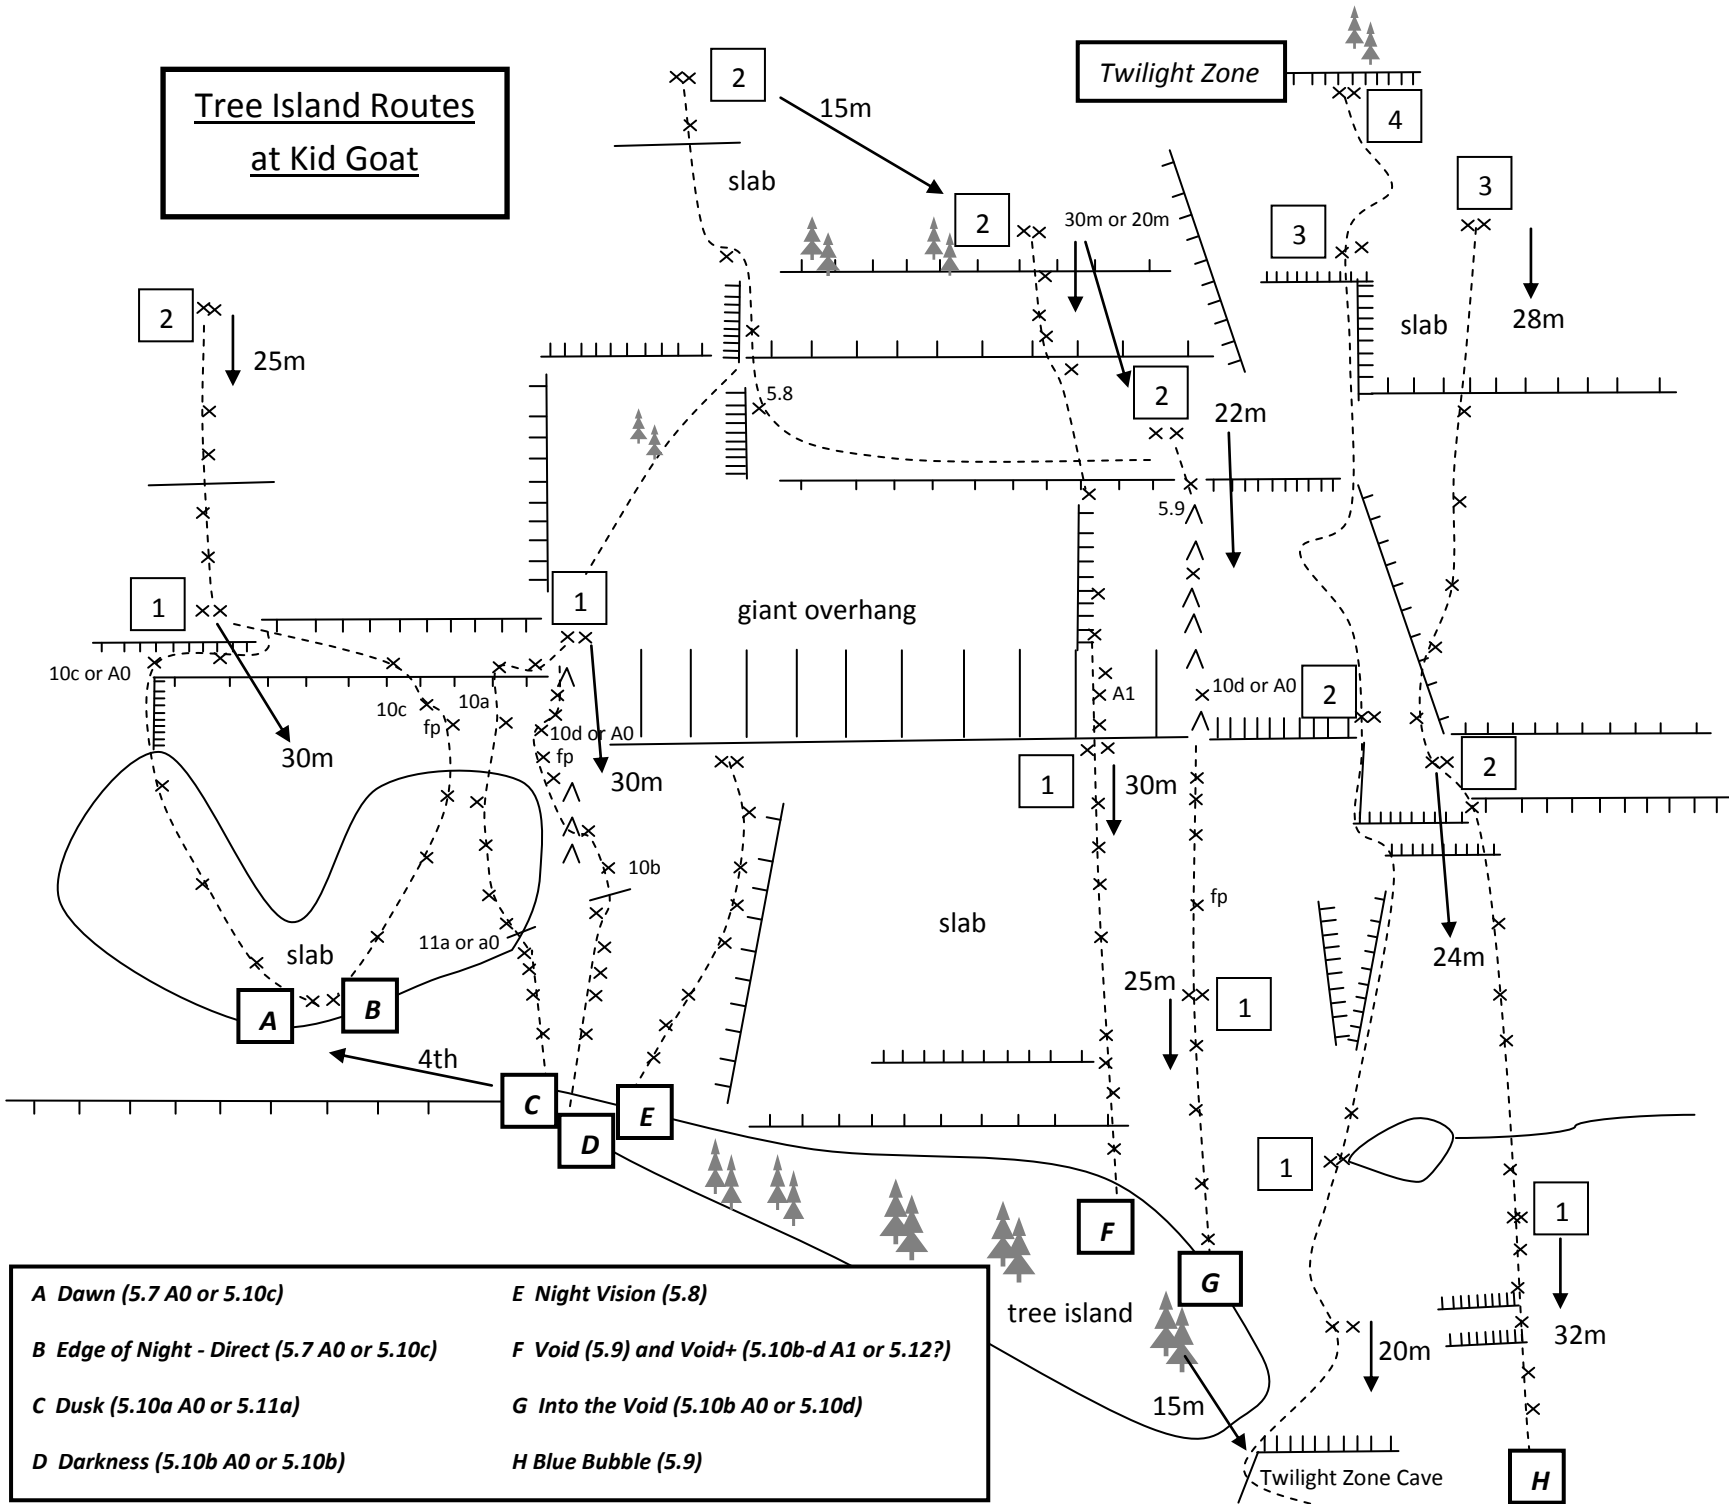 Tree Island Routes
at Kid Goat
2
15m
Twilight Zone
4
slab
2
30m or 20m
3
3
2
25m
slab
28m
5.8
2
22m
5.9
1
1
giant overhang
10c or A0
10c
fp
10a
10d or A0
fp
A1
10d or A0
2
30m
30m
1
30m
2
10b
fp
11a or a0
slab
slab
24m
A
B
25m
1
4th
C
D
E
1
F
1
G
tree island
32m
20m
15m
Twilight Zone Cave
H
A Dawn (5.7 A0 or 5.10c)
B Edge of Night - Direct (5.7 A0 or 5.10c)
C Dusk (5.10a A0 or 5.11a)
D Darkness (5.10b A0 or 5.10b)
E Night Vision (5.8)
F Void (5.9) and Void+ (5.10b-d A1 or 5.12?)
G Into the Void (5.10b A0 or 5.10d)
H Blue Bubble (5.9)